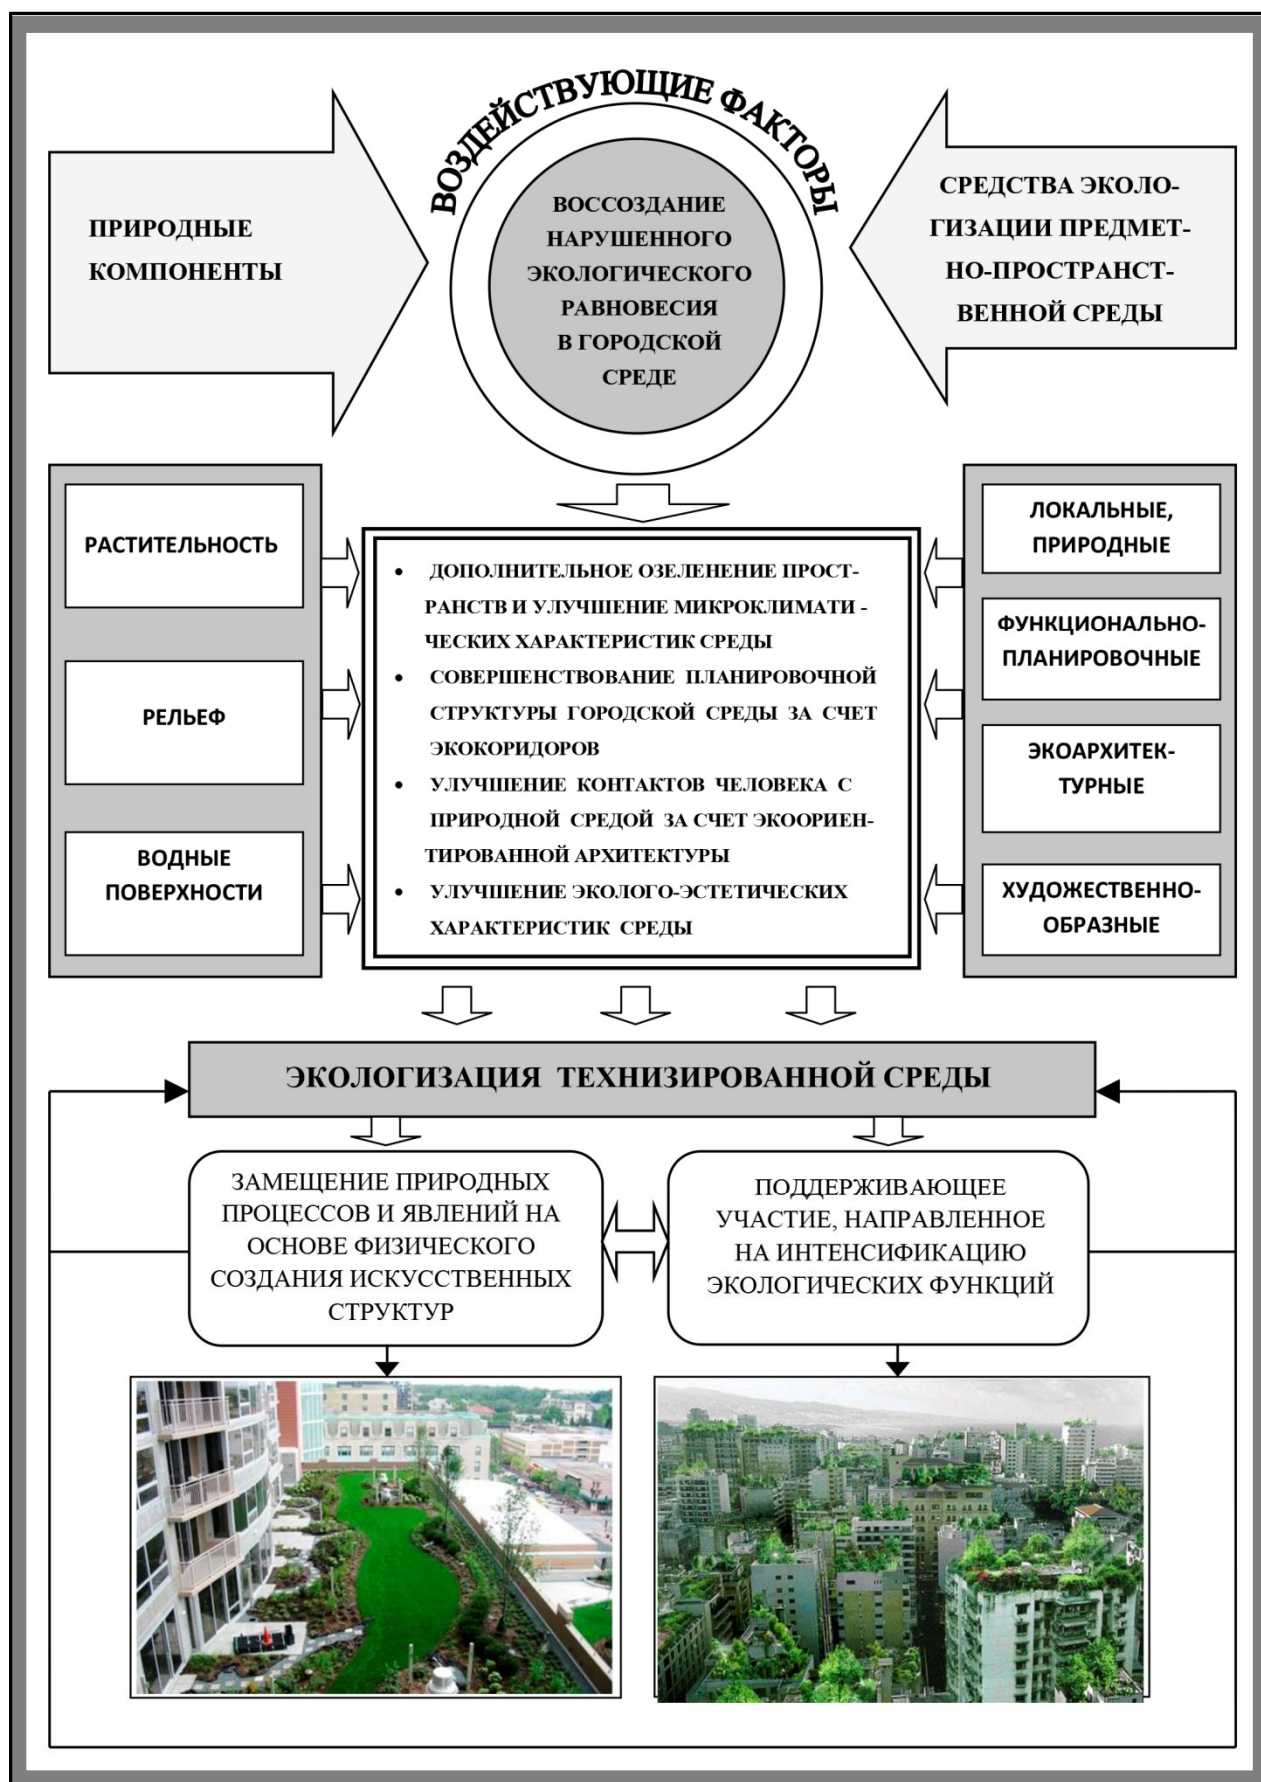 ВОЗДЕЙСТВУЮЩИЕ ФАКТОРЫ
ПРИРОДНЫЕ
КОМПОНЕНТЫ
ВОССОЗДАНИЕ
НАРУШЕННОГО
ЭКОЛОГИЧЕСКОГО
РАВНОВЕСИЯ
В ГОРОДСКОЙ
СРЕДЕ
СРЕДСТВА ЭКОЛО-
ГИЗАЦИИ ПРЕДМЕТ-
НО-ПРОСТРАНСТ-
ВЕННОЙ СРЕДЫ
РАСТИТЕЛЬНОСТЬ
РЕЛЬЕФ
ВОДНЫЕ
ПОВЕРХНОСТИ
• ДОПОЛНИТЕЛЬНОЕ ОЗЕЛЕНЕНИЕ ПРОСТ-
РАНСТВ И УЛУЧШЕНИЕ МИКРОКЛИМАТИ -
ЧЕСКИХ ХАРАКТЕРИСТИК СРЕДЫ
• СОВЕРШЕНСТВОВАНИЕ ПЛАНИРОВОЧНОЙ
СТРУКТУРЫ ГОРОДСКОЙ СРЕДЫ ЗА СЧЕТ
ЭКОКОРИДОРОВ
• УЛУЧШЕНИЕ КОНТАКТОВ ЧЕЛОВЕКА С
ПРИРОДНОЙ СРЕДОЙ ЗА СЧЕТ ЭКООРИЕН-
ТИРОВАННОЙ АРХИТЕКТУРЫ
• УЛУЧШЕНИЕ ЭКОЛОГО-ЭСТЕТИЧЕСКИХ
ХАРАКТЕРИСТИК СРЕДЫ
ЛОКАЛЬНЫЕ,
ПРИРОДНЫЕ
ФУНКЦИОНАЛЬНО-
ПЛАНИРОВОЧНЫЕ
ЭКОАРХИТЕК-
ТУРНЫЕ
ХУДОЖЕСТВЕННО-
ОБРАЗНЫЕ
ЭКОЛОГИЗАЦИЯ ТЕХНИЗИРОВАННОЙ СРЕДЫ
ЗАМЕЩЕНИЕ ПРИРОДНЫХ
ПРОЦЕССОВ И ЯВЛЕНИЙ НА
ОСНОВЕ ФИЗИЧЕСКОГО
СОЗДАНИЯ ИСКУССТВЕННЫХ
СТРУКТУР
ПОДДЕРЖИВАЮЩЕЕ
УЧАСТИЕ, НАПРАВЛЕННОЕ
НА ИНТЕНСИФИКАЦИЮ
ЭКОЛОГИЧЕСКИХ ФУНКЦИЙ